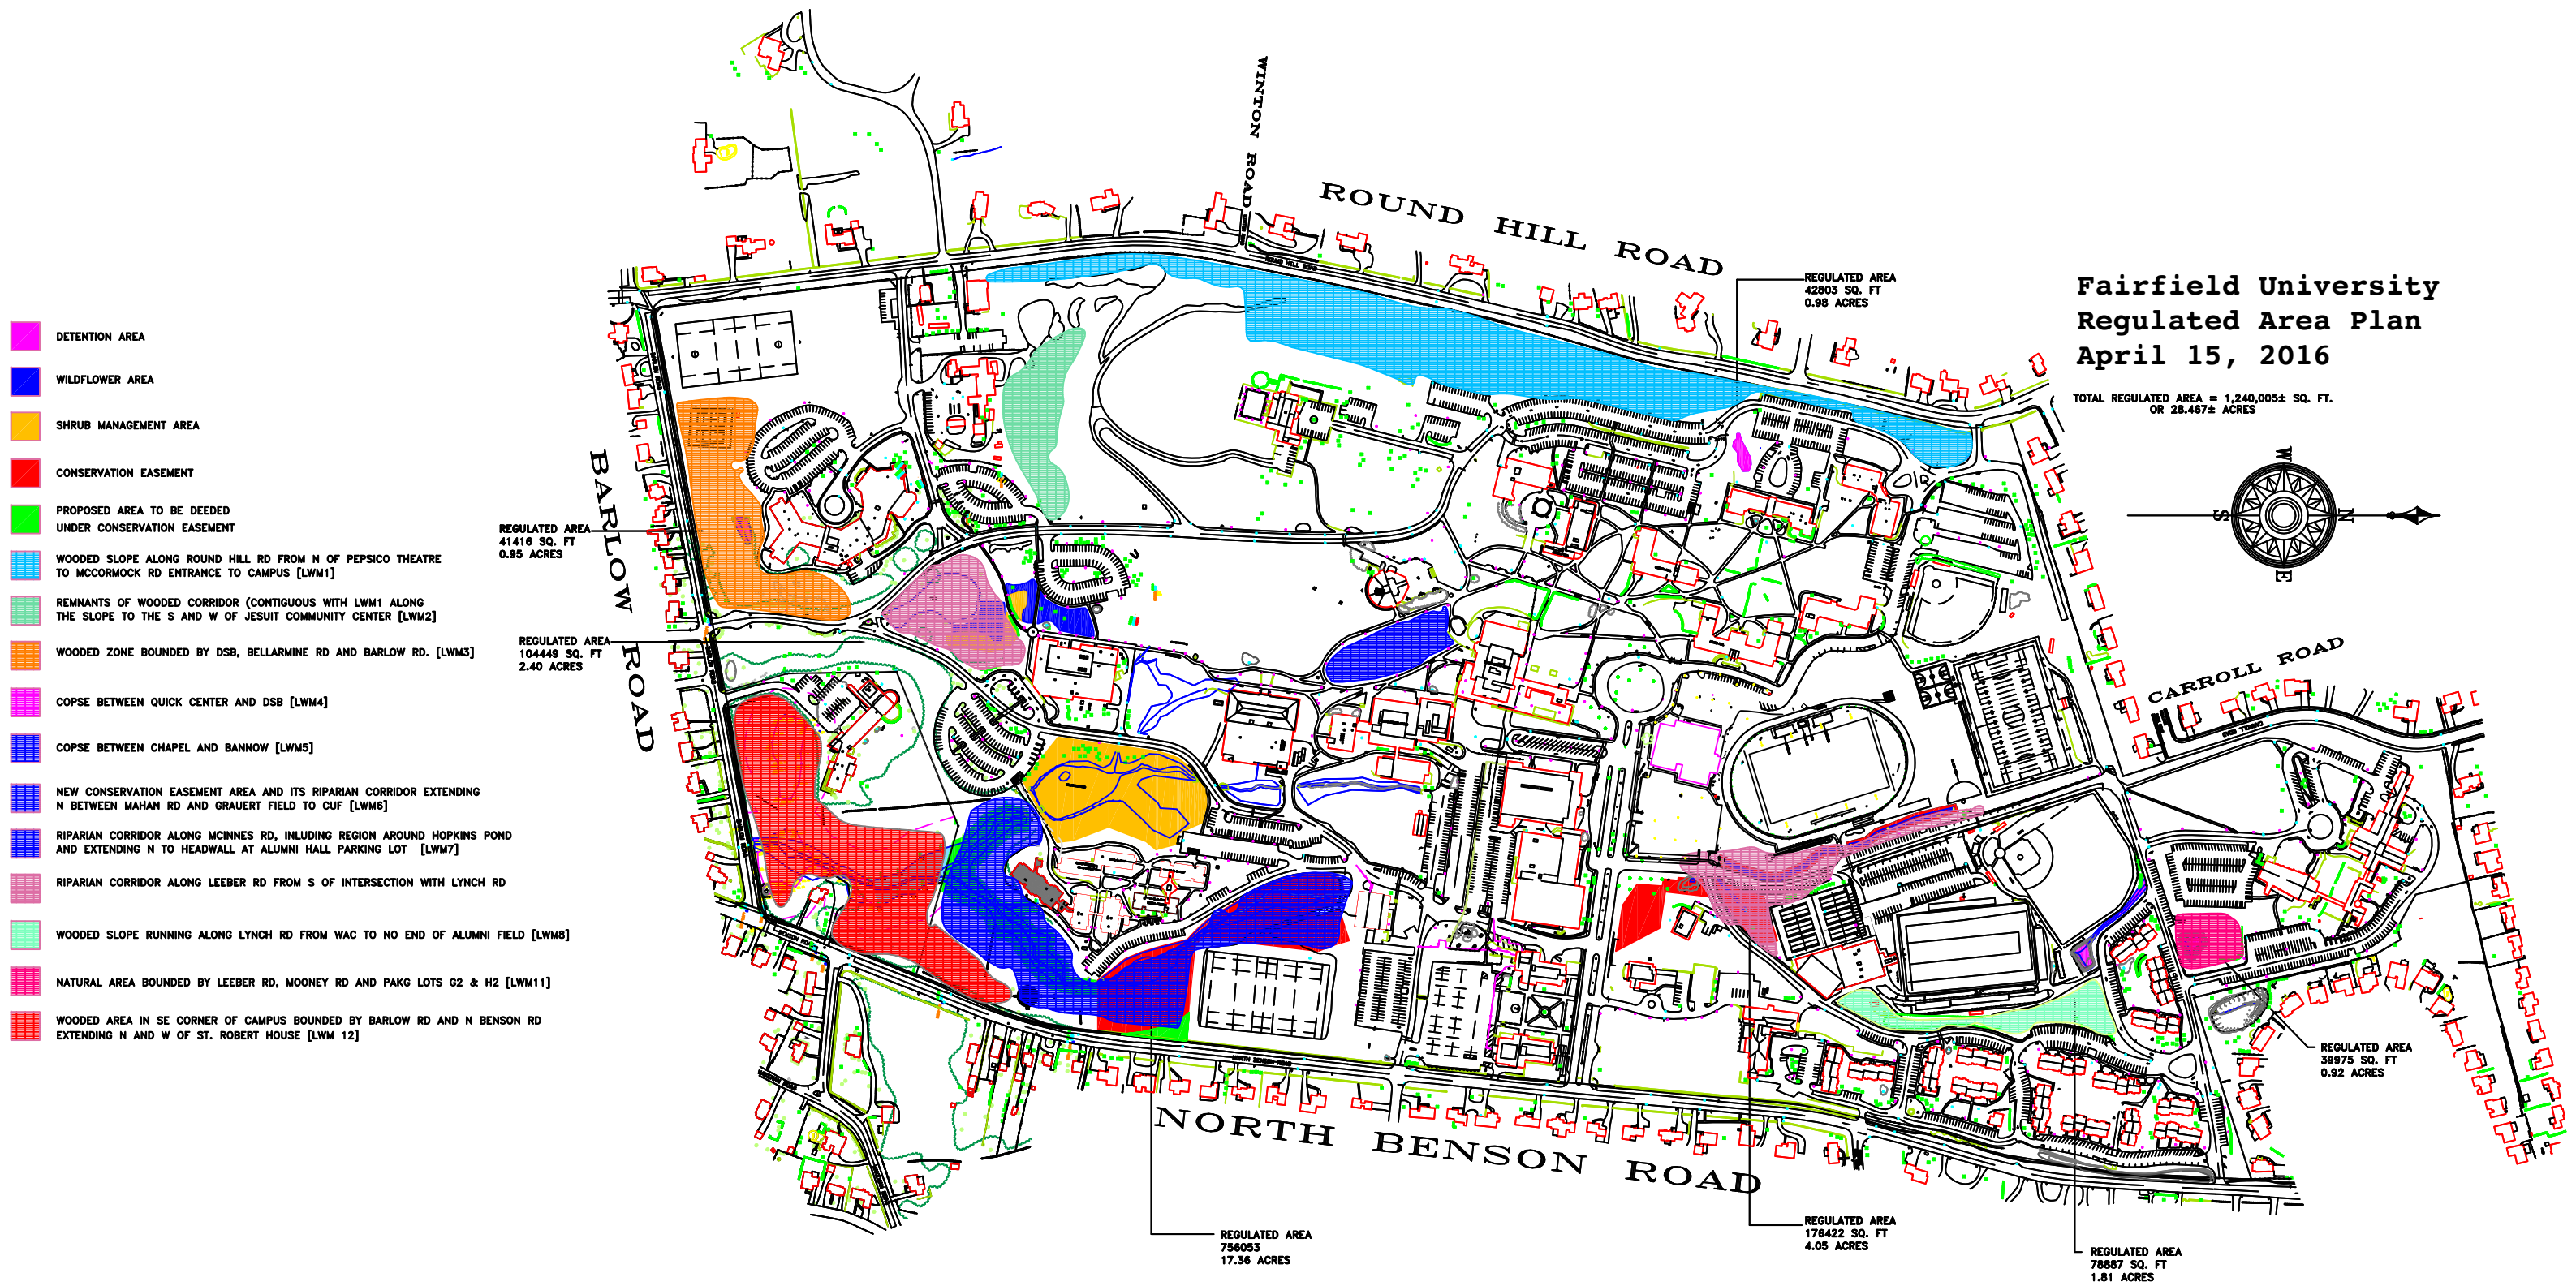 Fairfield University
Regulated Area Plan
April 15, 2016
TOTAL REGULATED AREA = 1,240,005± SQ. FT.
OR 28.467± ACRES
W
S
N
E
WINTON ROAD
ROUND HILL ROAD
ROUND HILL ROAD
BARLOW ROAD
CARROLL ROAD
NORTH BENSON ROAD
NORTH BENSON ROAD
REGULATED AREA
42803 SQ. FT
0.98 ACRES
REGULATED AREA
41416 SQ. FT
0.95 ACRES
REGULATED AREA
104449 SQ. FT
2.40 ACRES
REGULATED AREA
39975 SQ. FT
0.92 ACRES
REGULATED AREA
756053
17.36 ACRES
REGULATED AREA
176422 SQ. FT
4.05 ACRES
REGULATED AREA
78887 SQ. FT
1.81 ACRES
DETENTION AREA
WILDFLOWER AREA
SHRUB MANAGEMENT AREA
CONSERVATION EASEMENT
PROPOSED AREA TO BE DEEDED
UNDER CONSERVATION EASEMENT
WOODED SLOPE ALONG ROUND HILL RD FROM N OF PEPSICO THEATRE
TO MCCORMOCK RD ENTRANCE TO CAMPUS [LWM1]
REMNANTS OF WOODED CORRIDOR (CONTIGUOUS WITH LWM1 ALONG
THE SLOPE TO THE S AND W OF JESUIT COMMUNITY CENTER [LWM2]
WOODED ZONE BOUNDED BY DSB, BELLARMINE RD AND BARLOW RD. [LWM3]
COPSE BETWEEN QUICK CENTER AND DSB [LWM4]
COPSE BETWEEN CHAPEL AND BANNOW [LWM5]
NEW CONSERVATION EASEMENT AREA AND ITS RIPARIAN CORRIDOR EXTENDING
N BETWEEN MAHAN RD AND GRAUERT FIELD TO CUF [LWM6]
RIPARIAN CORRIDOR ALONG MCINNES RD, INLUDING REGION AROUND HOPKINS POND
AND EXTENDING N TO HEADWALL AT ALUMNI HALL PARKING LOT [LWM7]
RIPARIAN CORRIDOR ALONG LEEBER RD FROM S OF INTERSECTION WITH LYNCH RD
WOODED SLOPE RUNNING ALONG LYNCH RD FROM WAC TO NO END OF ALUMNI FIELD [LWM8]
NATURAL AREA BOUNDED BY LEEBER RD, MOONEY RD AND PAKG LOTS G2 & H2 [LWM11]
WOODED AREA IN SE CORNER OF CAMPUS BOUNDED BY BARLOW RD AND N BENSON RD
EXTENDING N AND W OF ST. ROBERT HOUSE [LWM 12]